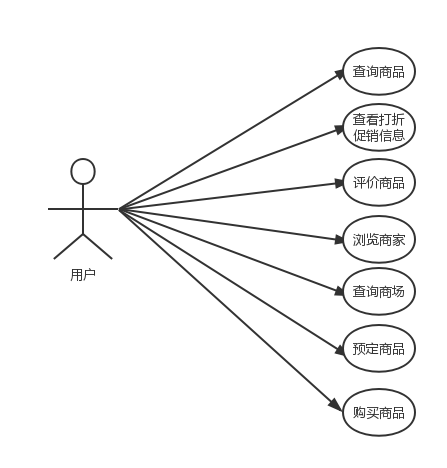 查询商品
查看打折
促销信息
评价商品
浏览商家
用户
查询商场
预定商品
购买商品